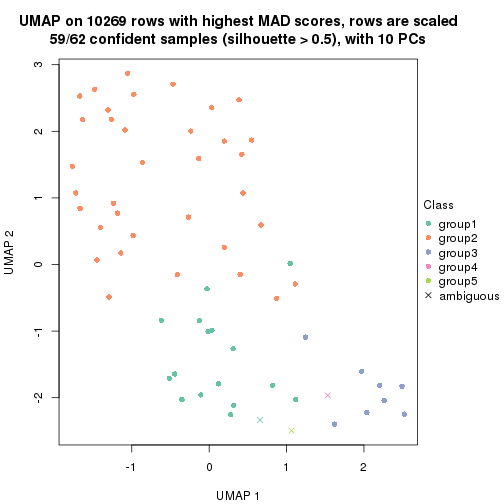 UMAP on 10269 rows with highest MAD scores, rows are scaled
59/62 confident samples (silhouette > 0.5), with 10 PCs
3
2
1
0
-1
-2
UMAP 2
-1
0
1
2
UMAP 1
Class
group1
group2
group3
group4
group5
ambiguous